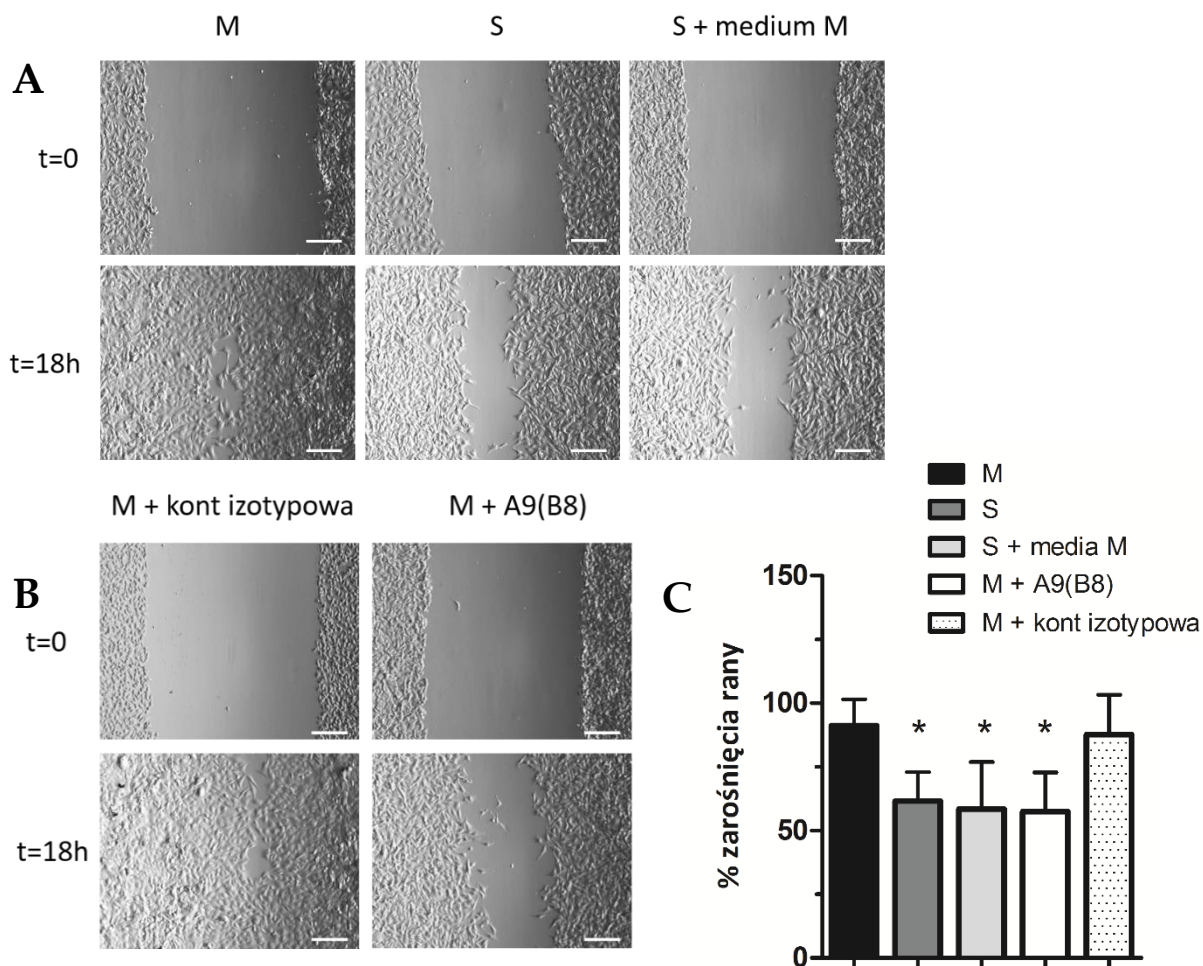 M S S + medium M
A
t=0
t=18h
M + kont izotypowa M + A9(B8)
B
t=0
t=18h
C
M
S
S + media M
M + A9(B8)
M + kont izotypowa
% zarośnięcia rany
150
100
50
0
* * *